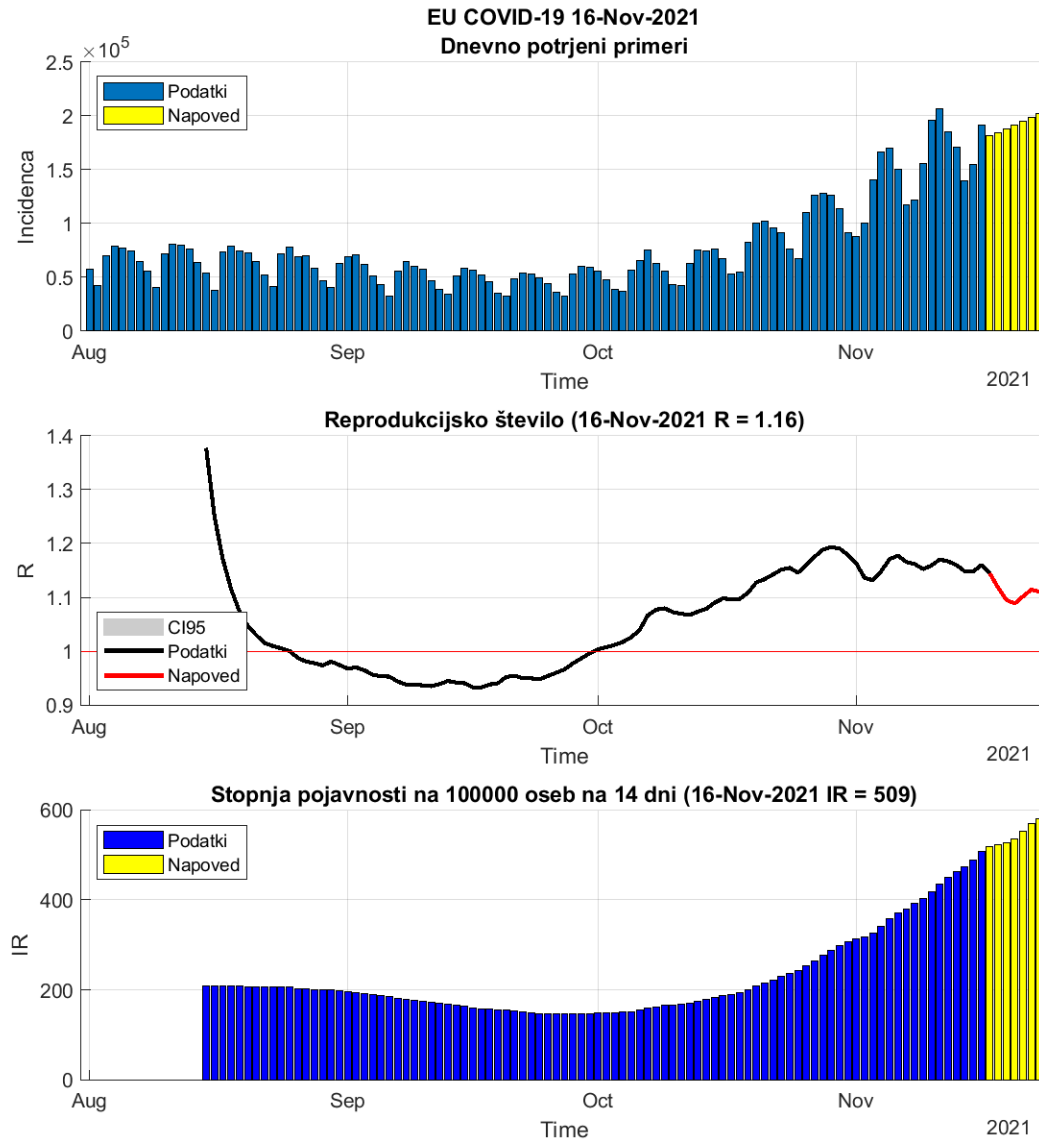 EU COVID-19 16-Nov-2021
Dnevno potrjeni primeri
×10⁵
2.5
2
1.5
1
0.5
0
Incidenca
Podatki
Napoved
Aug Sep Oct Nov
Time
2021
Reprodukcijsko število (16-Nov-2021 R = 1.16)
1.4
1.3
1.2
1.1
1
0.9
R
CI95
Podatki
Napoved
Aug Sep Oct Nov
Time
2021
Stopnja pojavnosti na 100000 oseb na 14 dni (16-Nov-2021 IR = 509)
600
400
200
0
IR
Podatki
Napoved
Aug Sep Oct Nov
Time
2021